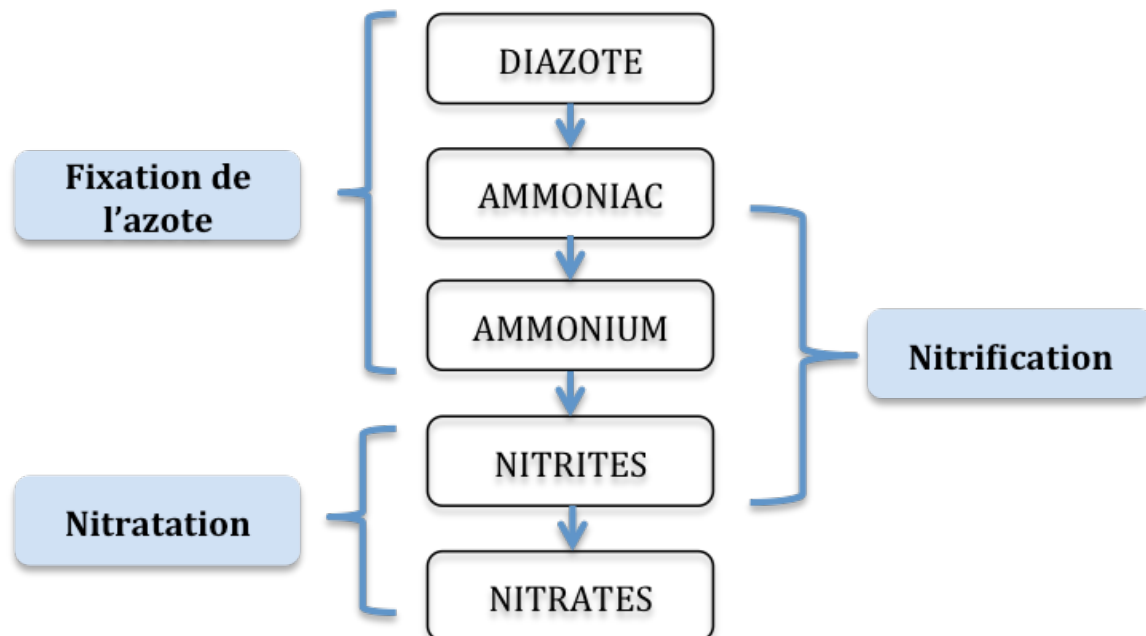 DIAZOTE
Fixation de
l’azote
AMMONIAC
AMMONIUM
Nitrification
NITRITES
Nitratation
NITRATES